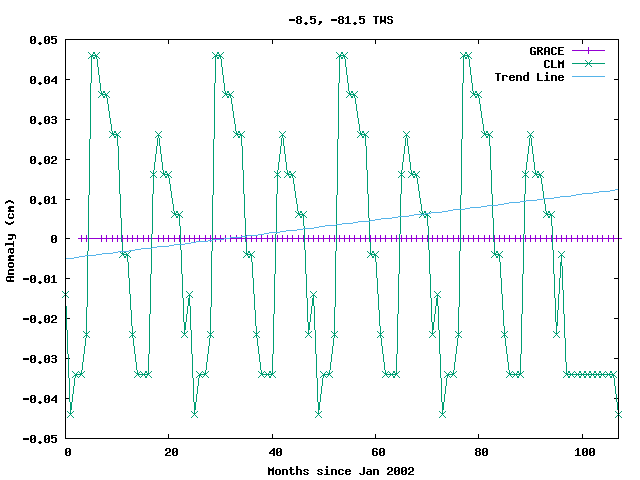 -8.5, -81.5 TWS
GRACE
CLM
Trend Line
0.05
0.04
0.03
0.02
0.01
0
-0.01
-0.02
-0.03
-0.04
-0.05
Anomaly (cm)
0 20 40 60 80 100
Months since Jan 2002